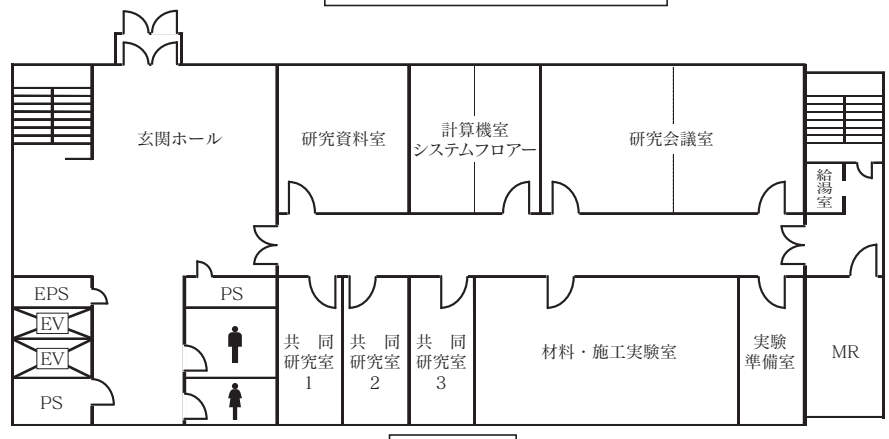 玄関ホール
研究資料室
計算機室
システムフロアー
研究会議室
給湯室
EPS
EV
EV
PS
PS
共 同
研究室
1
共 同
研究室
2
共 同
研究室
3
材料・施工実験室
実験
準備室
MR